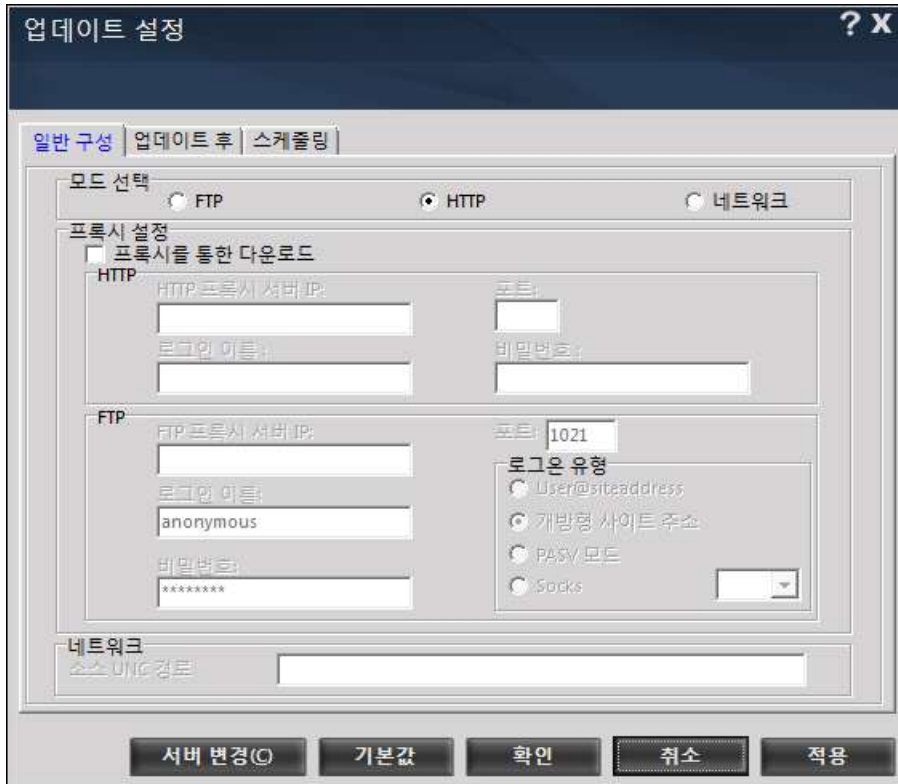 업데이트 설정
? X
일반 구성 업데이트 후 스케줄링
모드 선택
FTP HTTP 네트워크
프록시 설정
프록시를 통한 다운로드
HTTP
HTTP 프록시 서버 IP: 포트:
로그인 이름: 비밀번호:
FTP
FTP 프록시 서버 IP: 포트: 1021
로그온 유형
User@siteaddress
로그인 이름:
anonymous
개방형 사이트 주소
PASV 모드
비밀번호:
********
Socks
네트워크
소스 UNC 경로
서버 변경(C) 기본값 확인 취소 적용